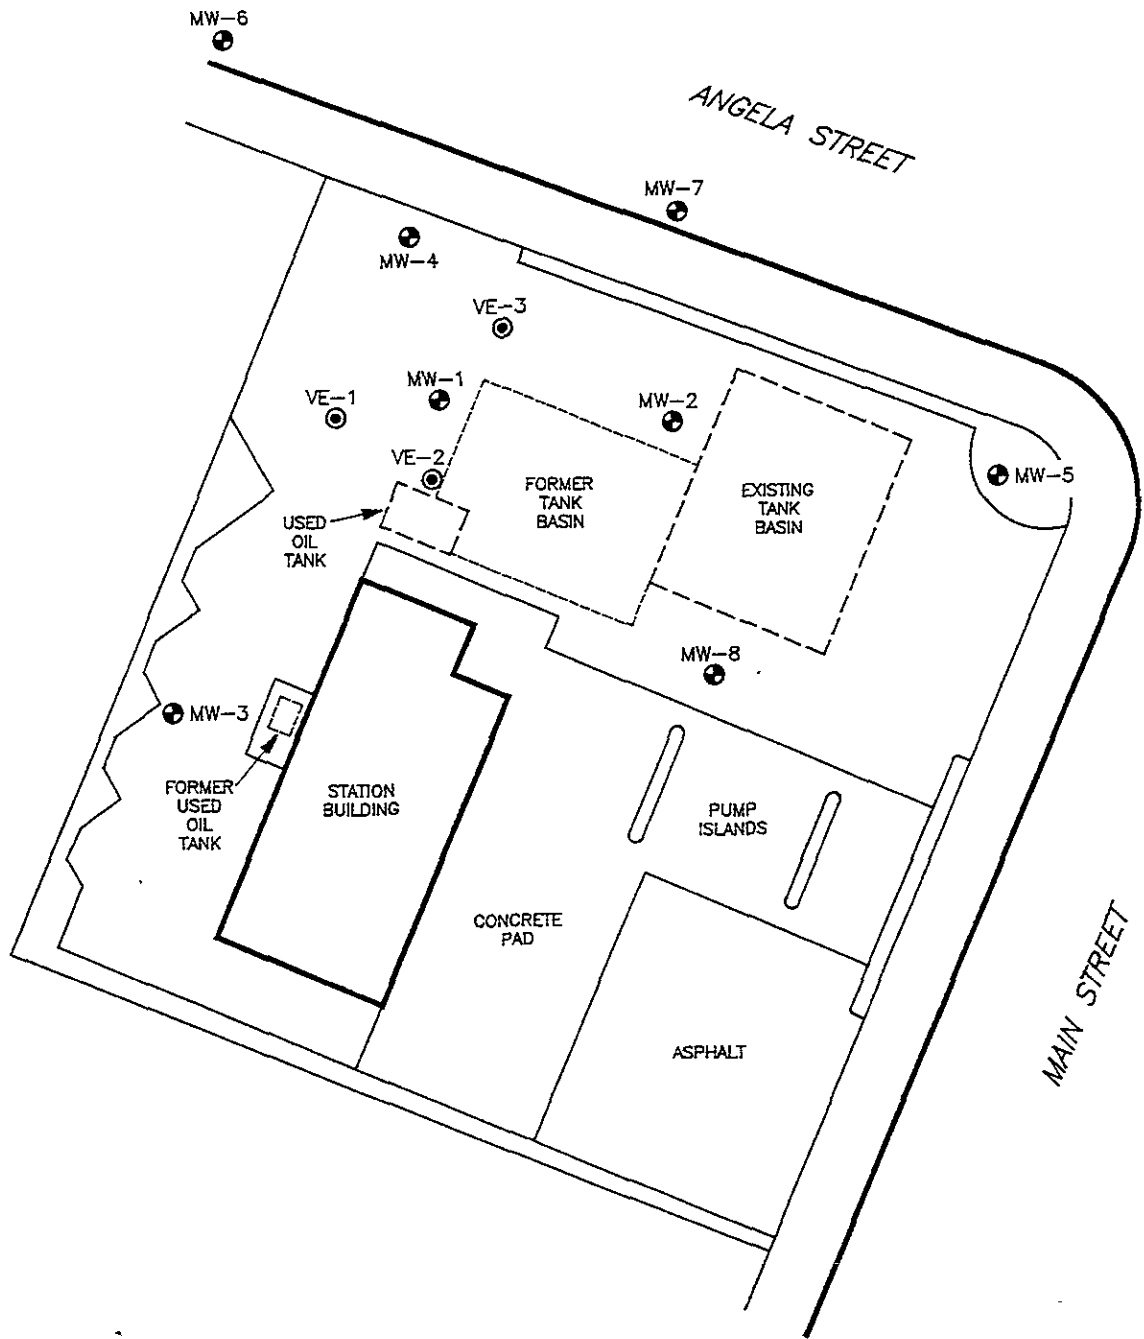 MW-6
ANGELA STREET
MW-7
MW-4
VE-3
MW-1
VE-1
MW-2
VE-2
MW-5
FORMER
TANK
BASIN
EXISTING
TANK
BASIN
USED
OIL
TANK
MW-8
MW-3
FORMER
USED
OIL
TANK
STATION
BUILDING
PUMP
ISLANDS
CONCRETE
PAD
MAIN STREET
ASPHALT